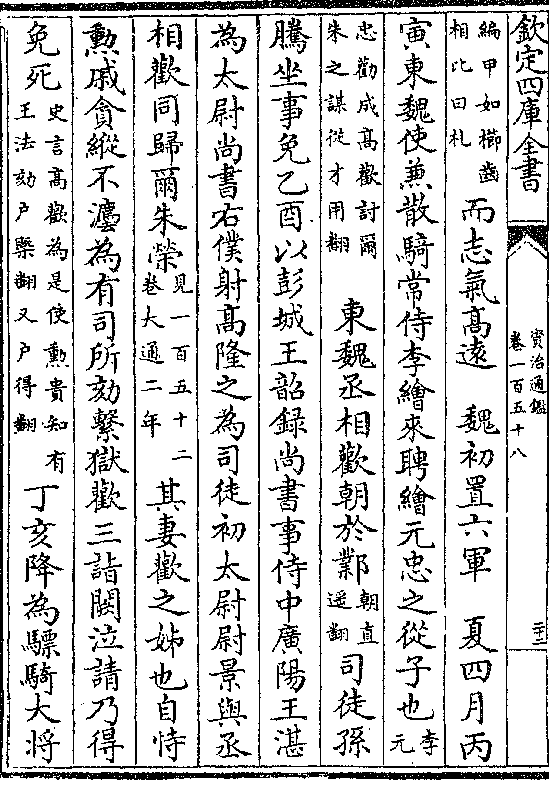 欽定四庫全書
資治通鑑
卷一百五十八
二十三
編甲如櫛齒
相比曰札
而志氣髙遠　魏初置六軍　夏四月丙
寅東魏使兼散騎常侍李繪來聘繪元忠之從子也李元
忠勸成髙歡討爾
朱之謀從才用翻
東魏丞相歡朝於鄴朝直遥翻
司徒孫
騰坐事免乙酉以彭城王韶録尚書事侍中廣陽王湛
為太尉尚書右僕射髙隆之為司徒初太尉尉景與丞
相歡同歸爾朱榮見一百五十二
卷大通二年
其妻歡之姊也自恃
勲戚貪縱不灋為有司所劾繫獄歡三詣闕泣請乃得
免死史言髙歡為是使勲貴知有
王法劾户槩翻又户得翻
丁亥降為驃騎大將